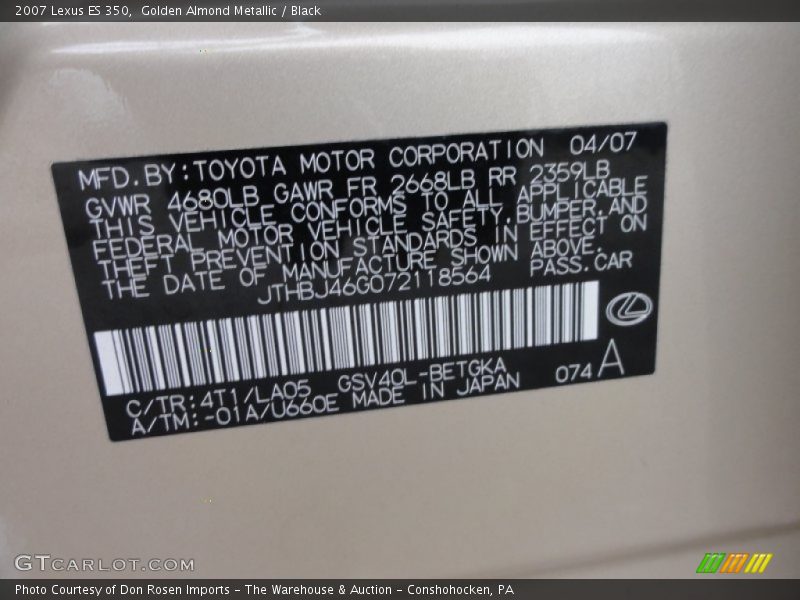 2007 Lexus ES 350,  Golden Almond Metallic / Black
MFD.BY:TOYOTA MOTOR CORPORATION 04/07
GVWR 4680LB GAWR FR 2668LB RR 2359LB
THIS VEHICLE CONFORMS TO ALL APPLICABLE
FEDERAL MOTOR VEHICLE SAFETY,BUMPER,AND
THEFT PREVENTION STANDARDS IN EFFECT ON
THE DATE OF MANUFACTURE SHOWN ABOVE.
JTHBJ46G072118564 PASS.CAR
C/TR:4T1/LA05 GSV40L-BETGKA
A/TM:-01A/U660E MADE IN JAPAN 074 A
GTCARLOT.COM
Photo Courtesy of Don Rosen Imports – The Warehouse & Auction – Conshohocken, PA